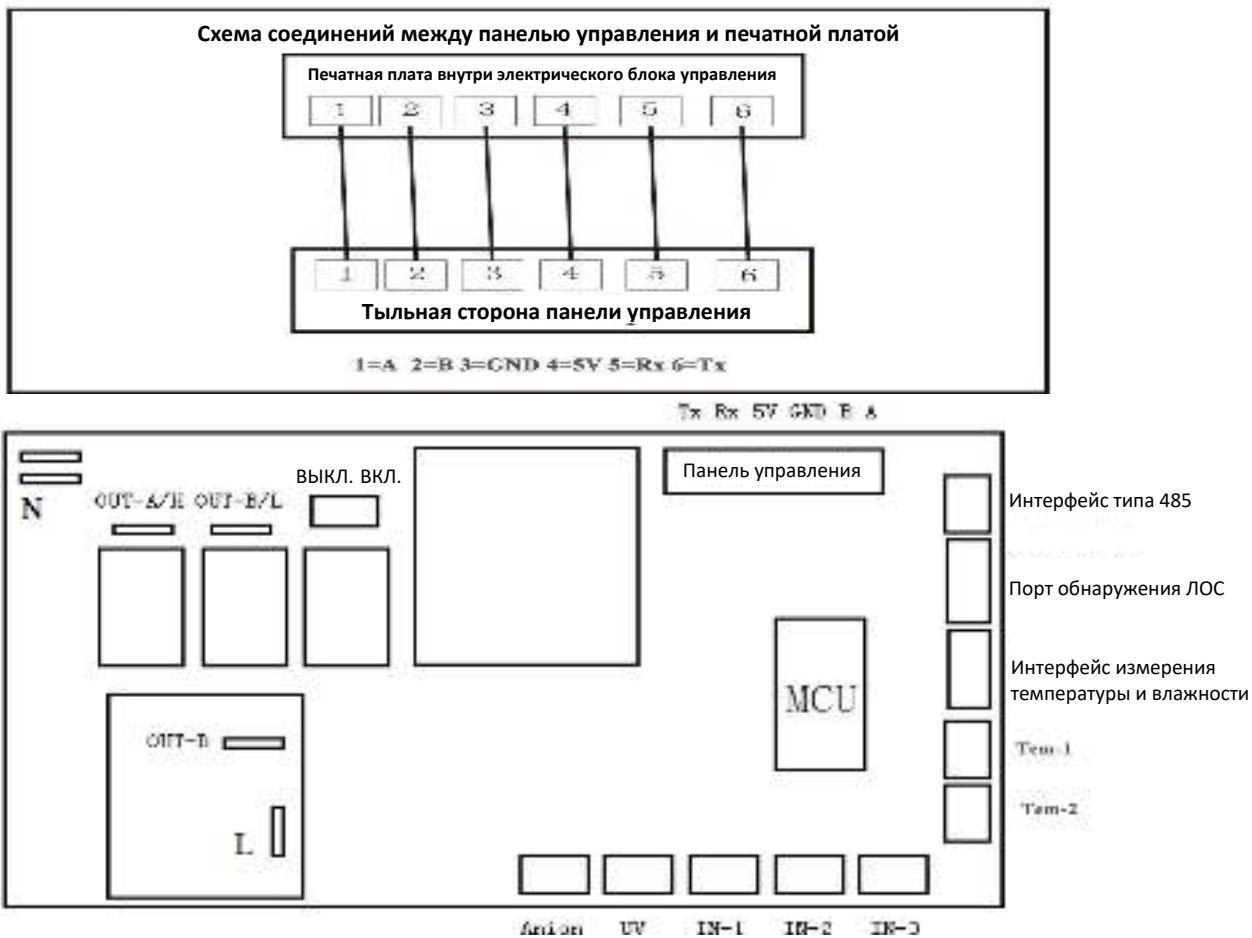 Схема соединений между панелью управления и печатной платой
Печатная плата внутри электрического блока управления
1 2 3 4 5 6
1 2 3 4 5 6
Тыльная сторона панели управления
1=A 2=B 3=GND 4=5V 5=Rx 6=Tx
Tx Rx 5V GND B A
Панель управления
N
OUT-A/H OUT-B/L
ВЫКЛ. ВКЛ.
Интерфейс типа 485
Порт обнаружения ЛОС
Интерфейс измерения
температуры и влажности
MCU
OUT-B
L
Tem-1
Tem-2
Anion UV IN-1 IN-2 IN-3